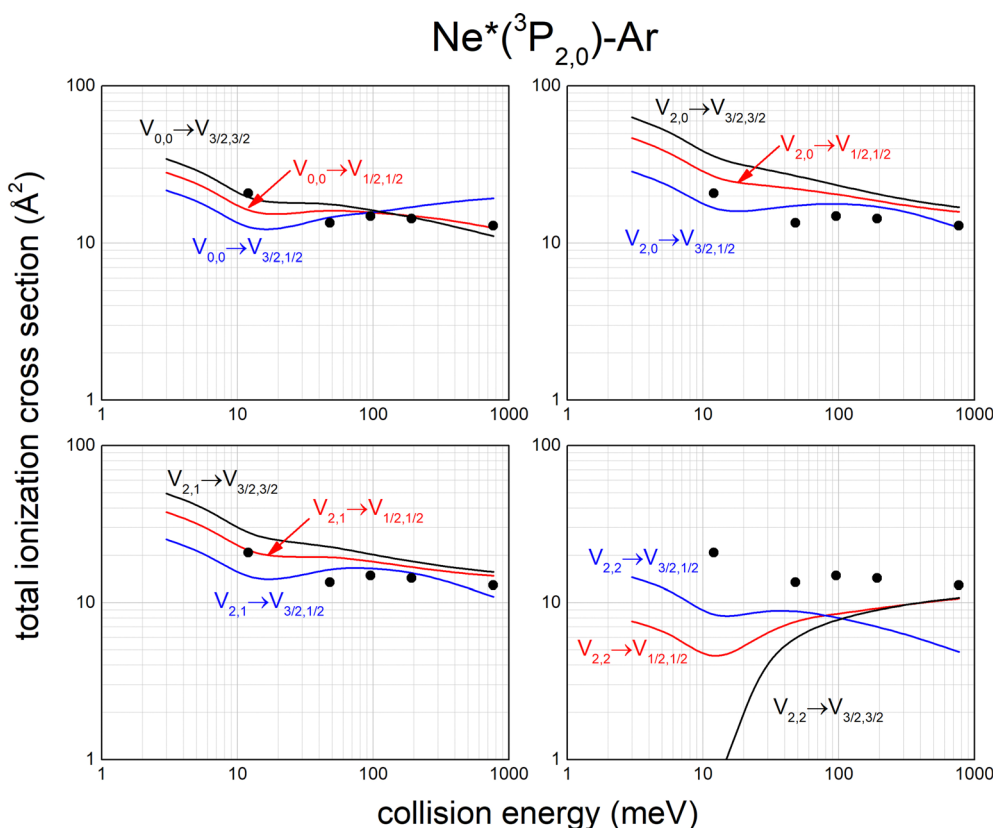 Ne*(³P₂,₀)-Ar
total ionization cross section (Å²)
collision energy (meV)
100
10
1
1
10
100
1000
V₀,₀→V₃/₂,₃/₂
V₀,₀→V₁/₂,₁/₂
V₀,₀→V₃/₂,₁/₂
100
10
1
1
10
100
1000
V₂,₀→V₃/₂,₃/₂
V₂,₀→V₁/₂,₁/₂
V₂,₀→V₃/₂,₁/₂
100
10
1
1
10
100
1000
V₂,₁→V₃/₂,₃/₂
V₂,₁→V₁/₂,₁/₂
V₂,₁→V₃/₂,₁/₂
100
10
1
1
10
100
1000
V₂,₂→V₃/₂,₁/₂
V₂,₂→V₁/₂,₁/₂
V₂,₂→V₃/₂,₃/₂